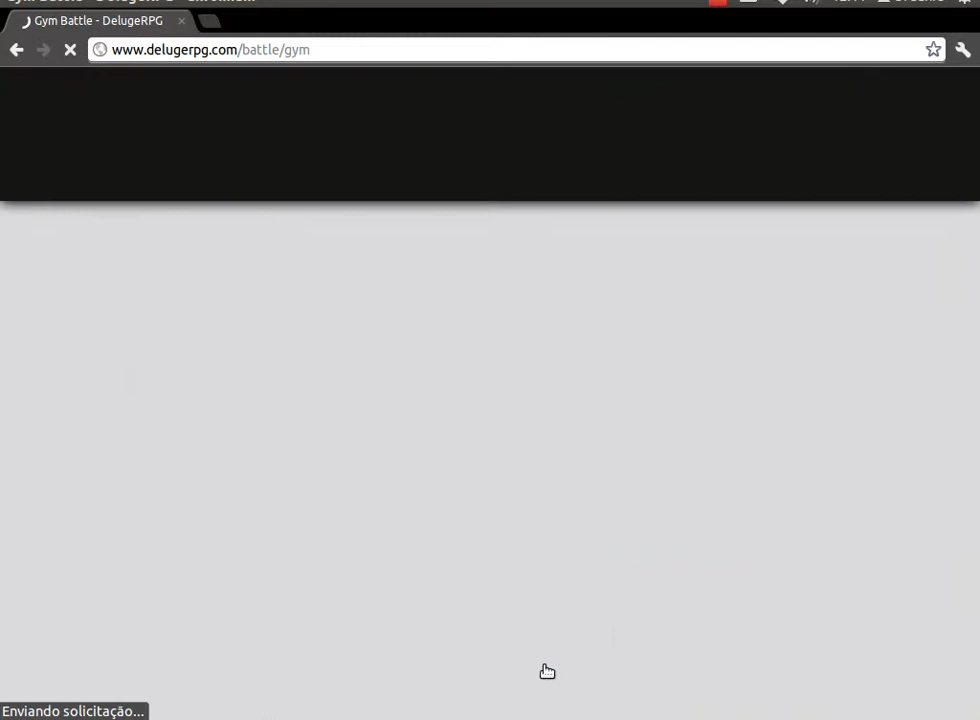 Gym Battle - DelugeRPG
www.delugerpg.com/battle/gym
Enviando solicitação...